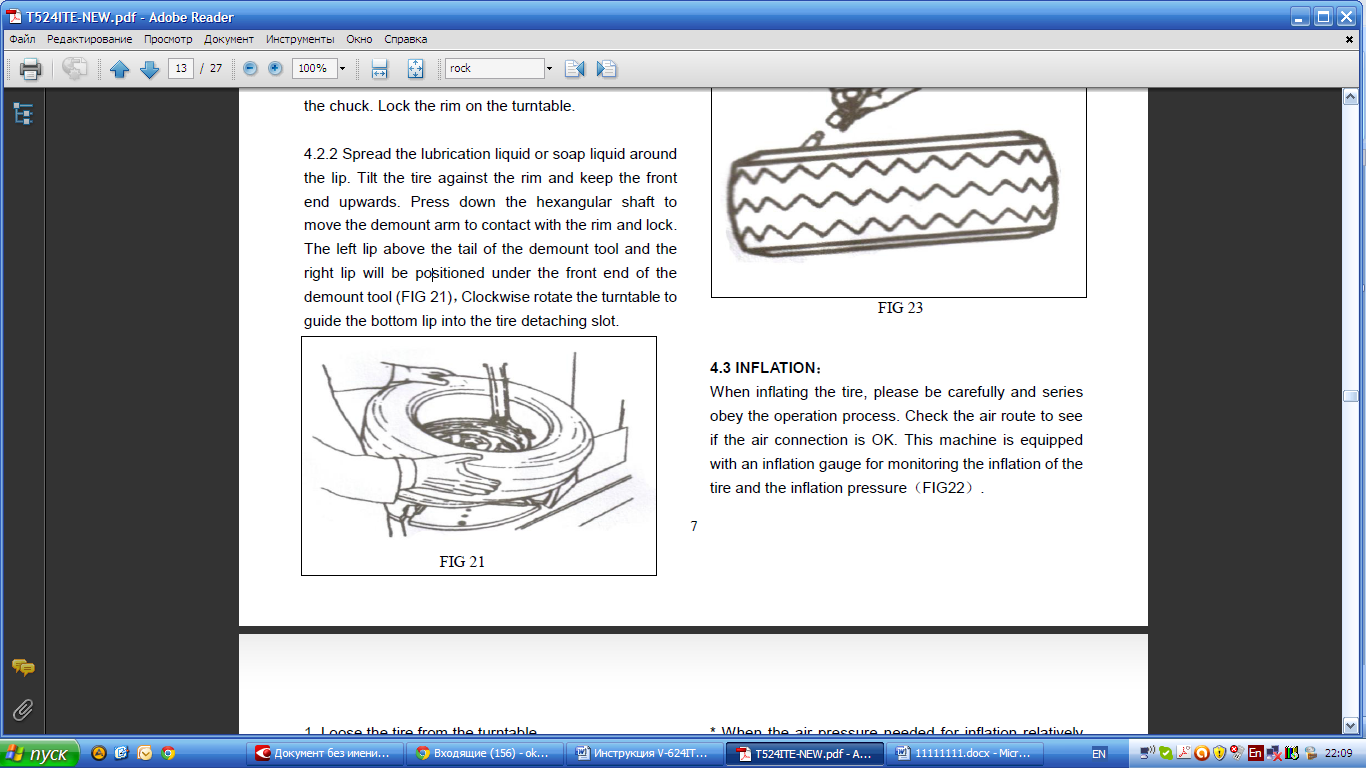 T524ITE-NEW.pdf - Adobe Reader
Файл Редактирование Просмотр Документ Инструменты Окно Справка
13 / 27 100% rock
the chuck. Lock the rim on the turntable.
4.2.2 Spread the lubrication liquid or soap liquid around
the lip. Tilt the tire against the rim and keep the front
end upwards. Press down the hexangular shaft to
move the demount arm to contact with the rim and lock.
The left lip above the tail of the demount tool and the
right lip will be positioned under the front end of the
demount tool (FIG 21)，Clockwise rotate the turntable to
guide the bottom lip into the tire detaching slot.
FIG 21
FIG 23
4.3 INFLATION：
When inflating the tire, please be carefully and series
obey the operation process. Check the air route to see
if the air connection is OK. This machine is equipped
with an inflation gauge for monitoring the inflation of the
tire and the inflation pressure（FIG22）.
7
1. Loose the tire from the turntable
* When the air pressure needed for inflation relatively
пуск
Документ без имени...
Входящие (156) - ok...
Инструкция V-624IT...
T524ITE-NEW.pdf - A...
11111111.docx - Micr...
EN
En
22:09